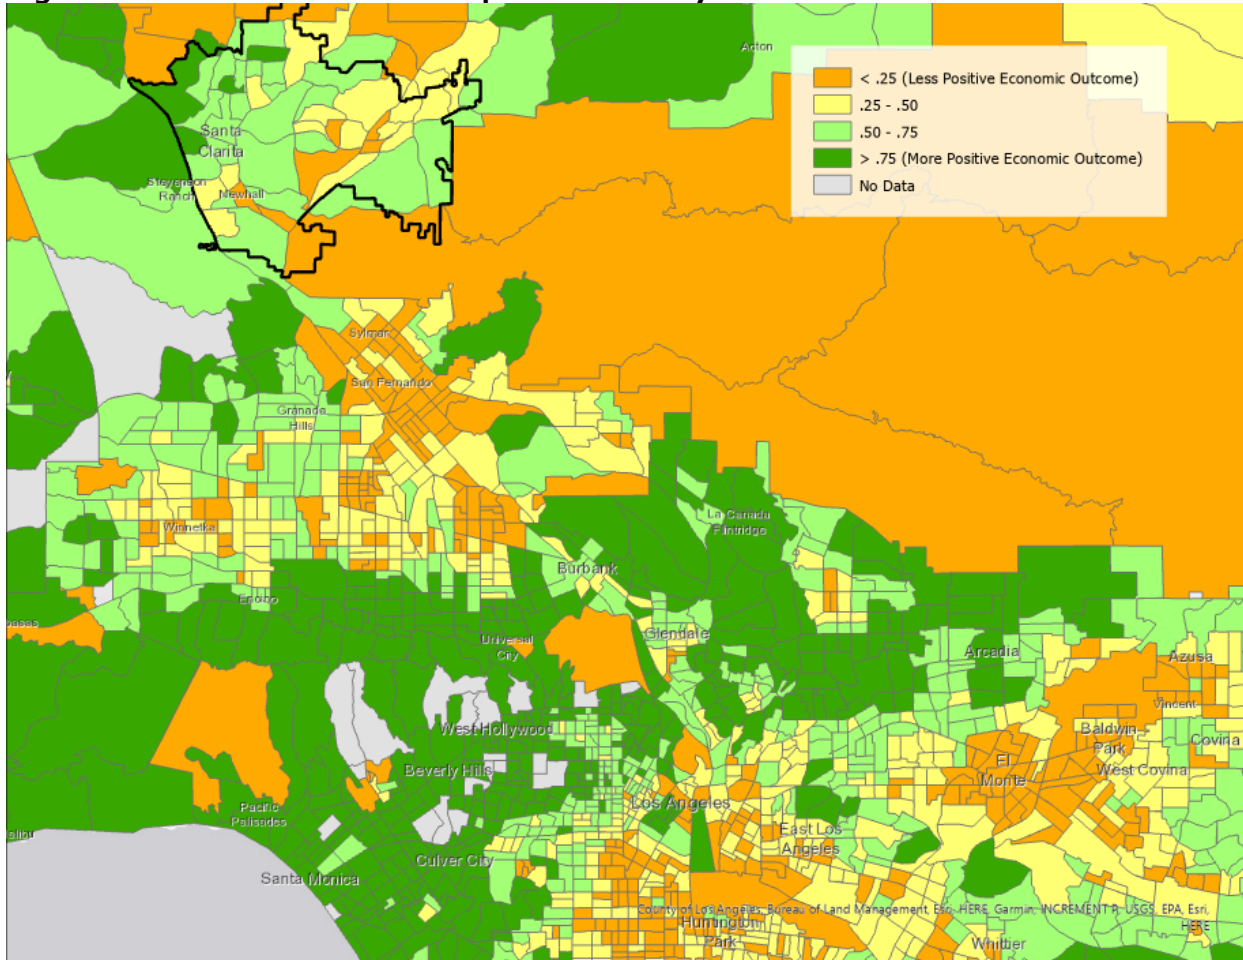 Acton
< .25 (Less Positive Economic Outcome)
.25 - .50
.50 - .75
> .75 (More Positive Economic Outcome)
No Data
Santa
Clarita
Stevenson
Ranch
Newhall
Sylmar
San Fernando
Granada
Hills
Winnetka
La Canada
Flintridge
Burbank
Encino
Universal
City
Glendale
Arcadia
Azusa
Vincent
West Hollywood
Baldwin
Park
Covina
Beverly Hills
El
Monte
West Covina
Pacific
Palisades
Los Angeles
East Los
Angeles
Culver City
Santa Monica
County of Los Angeles, Bureau of Land Management, Esri, HERE, Garmin, INCREMENT P, USGS, EPA, Esri,
HERE
Huntington
Park
Whittier